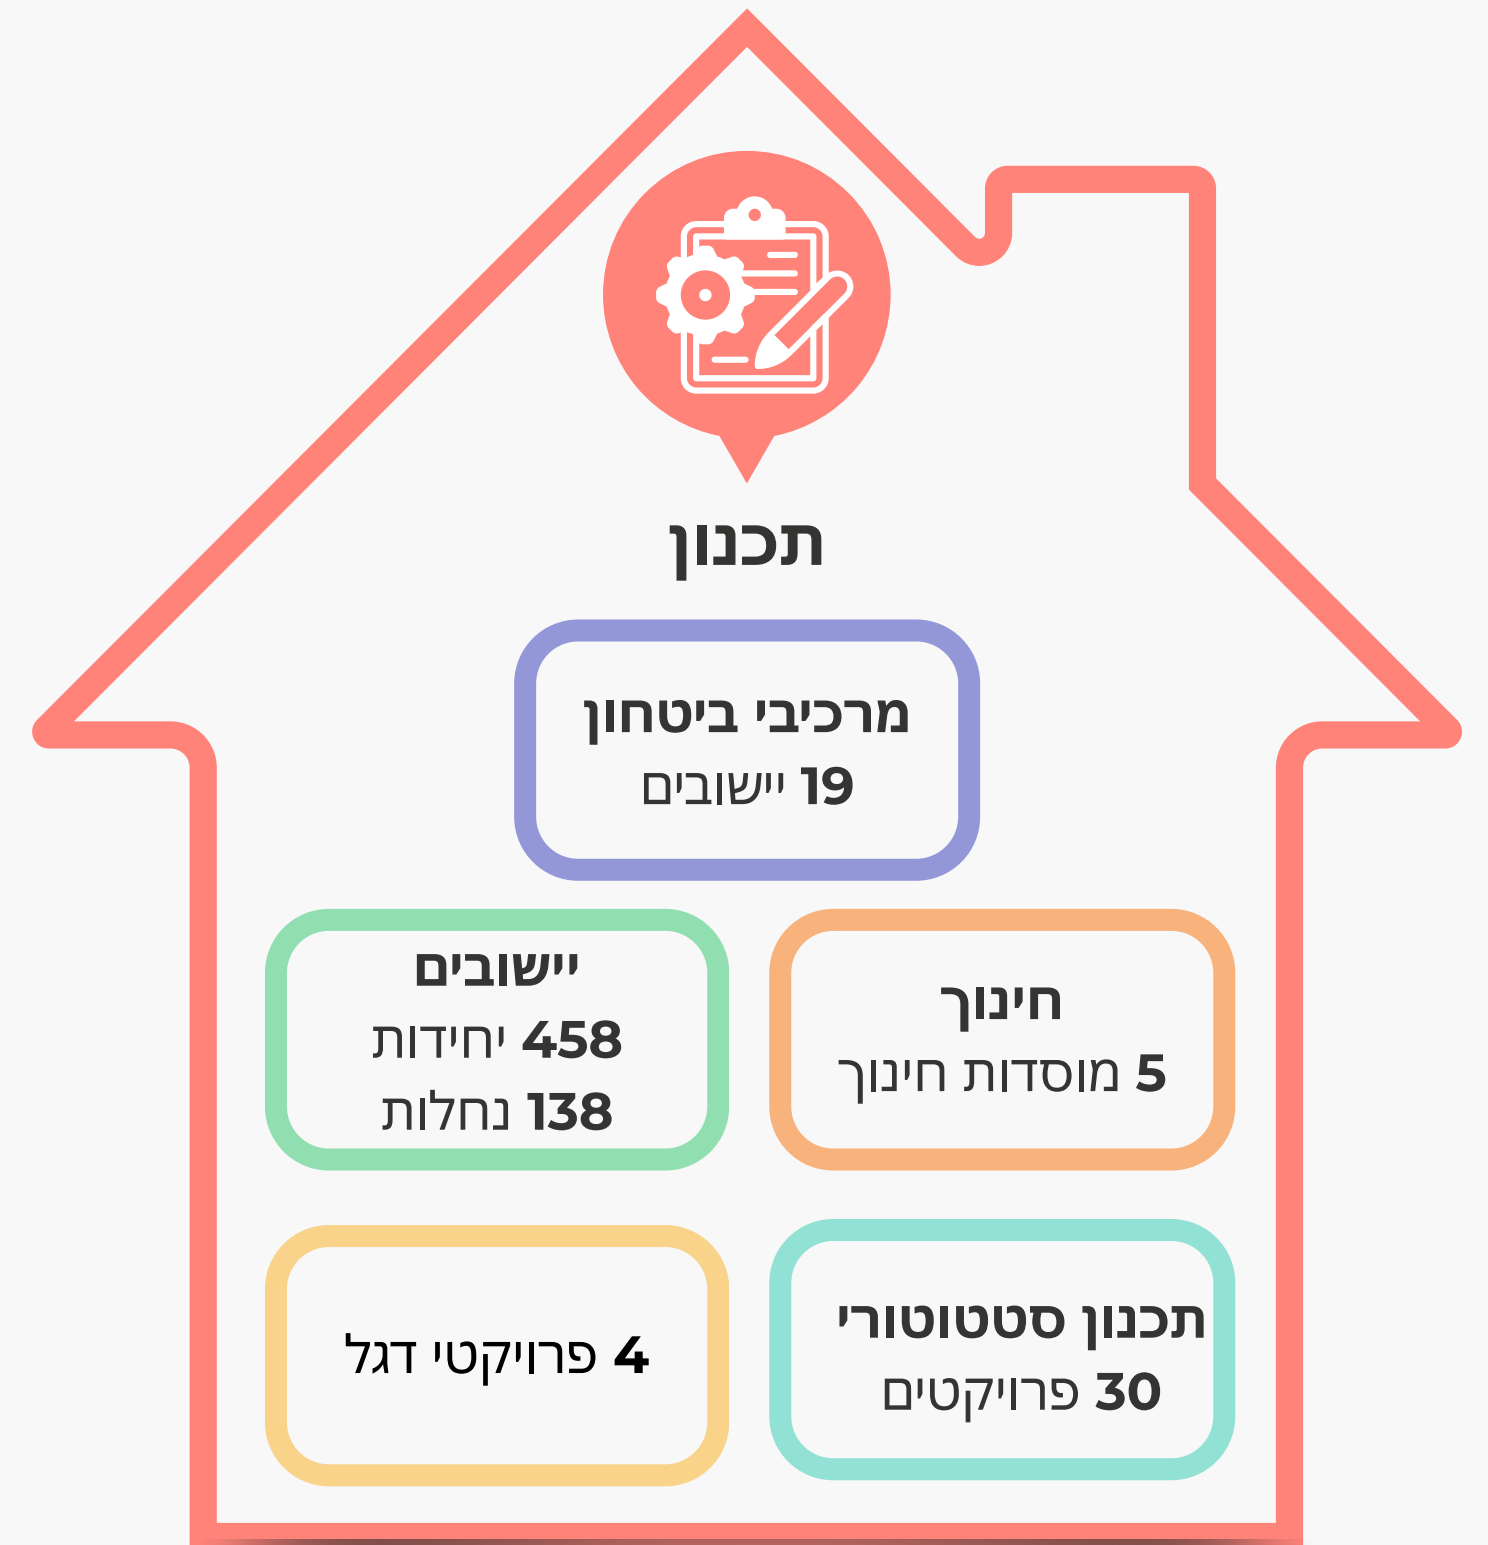 תכנון
מרכיבי ביטחון
19 יישובים
חינוך
5 מוסדות חינוך
יישובים
458 יחידות
138 נחלות
תכנון סטטוטורי
30 פרויקטים
4 פרויקטי דגל